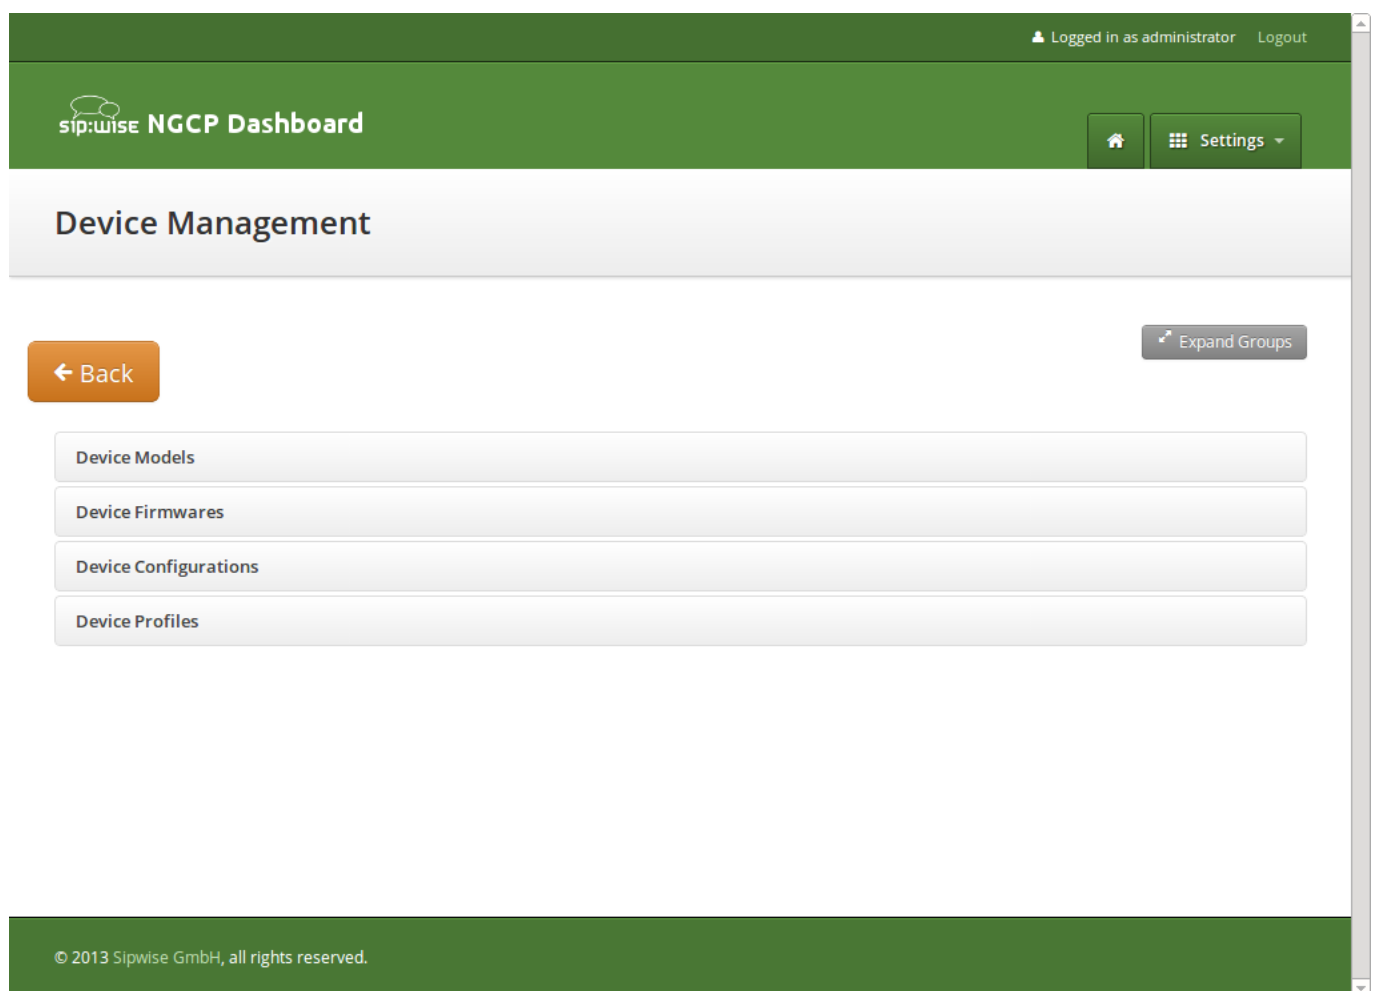 Logged in as administrator Logout
sip:wise NGCP Dashboard
Settings
Device Management
Expand Groups
Back
Device Models
Device Firmwares
Device Configurations
Device Profiles
© 2013 Sipwise GmbH, all rights reserved.